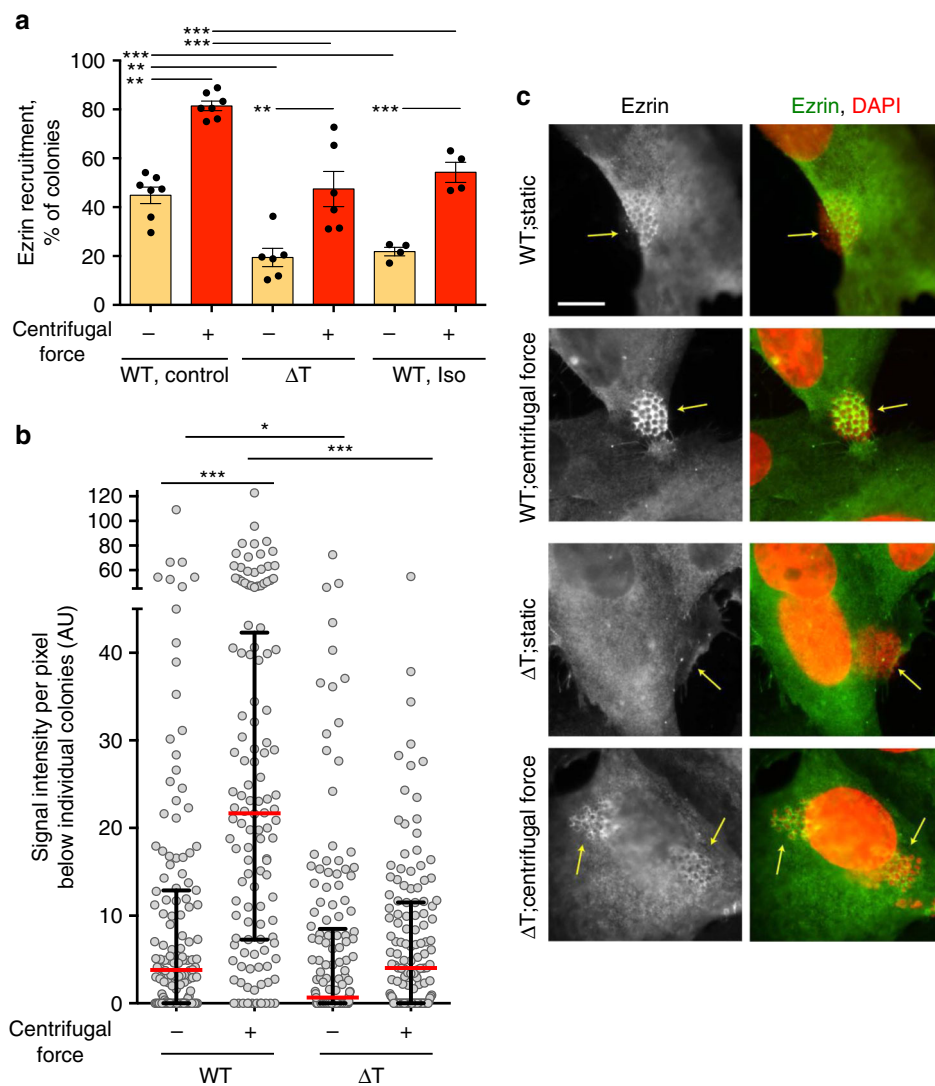 a
***
***
***
**
**
**
***
100
80
60
40
20
0
Ezrin recruitment,
% of colonies
Centrifugal
force
– + – + – +
WT, control ΔT WT, Iso
b
*
***
***
120
100
80
60
40
30
20
10
0
Signal intensity per pixel
below individual colonies (AU)
Centrifugal
force
– + – +
WT ΔT
c
Ezrin Ezrin, DAPI
WT;static
WT;centrifugal force
ΔT;static
ΔT;centrifugal force